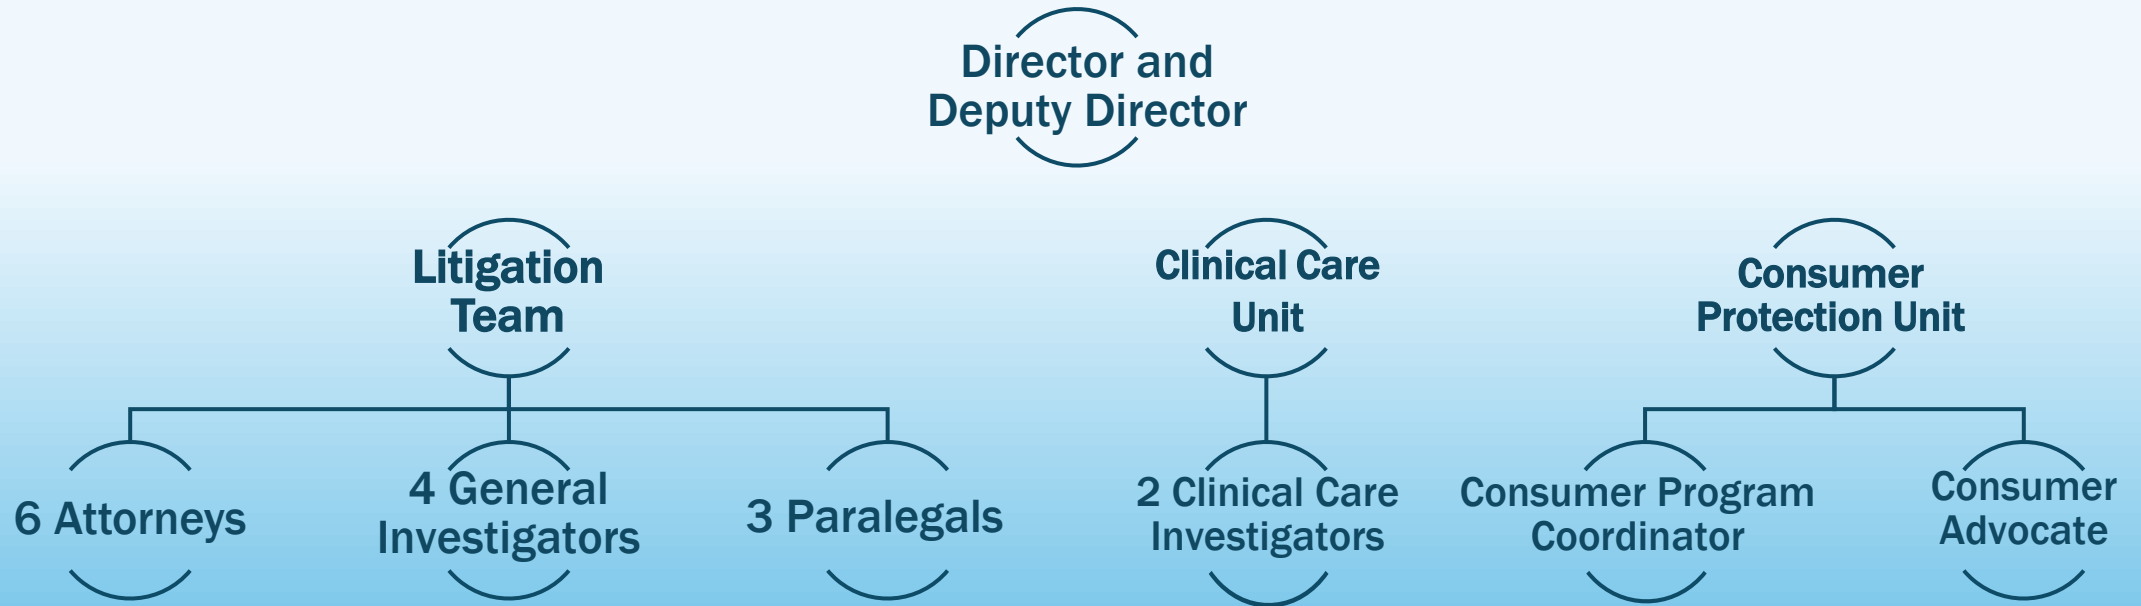 Director and
Deputy Director
Litigation
Team
Clinical Care
Unit
Consumer
Protection Unit
6 Attorneys
4 General
Investigators
3 Paralegals
2 Clinical Care
Investigators
Consumer Program
Coordinator
Consumer
Advocate